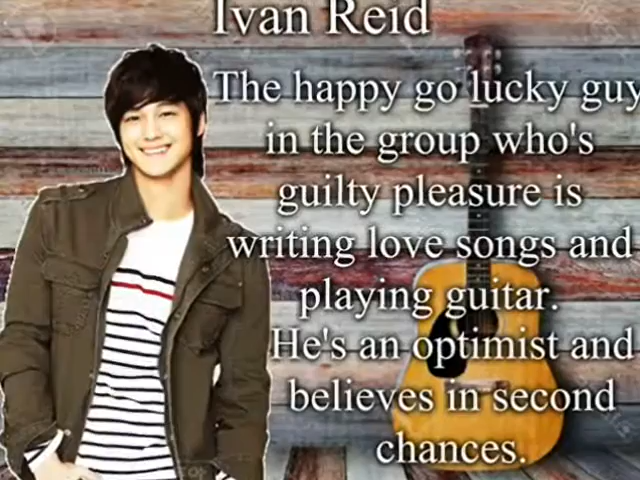 Ivan Reid
The happy go lucky guy
in the group who's
guilty pleasure is
writing love songs and
playing guitar.
He's an optimist and
believes in second
chances.